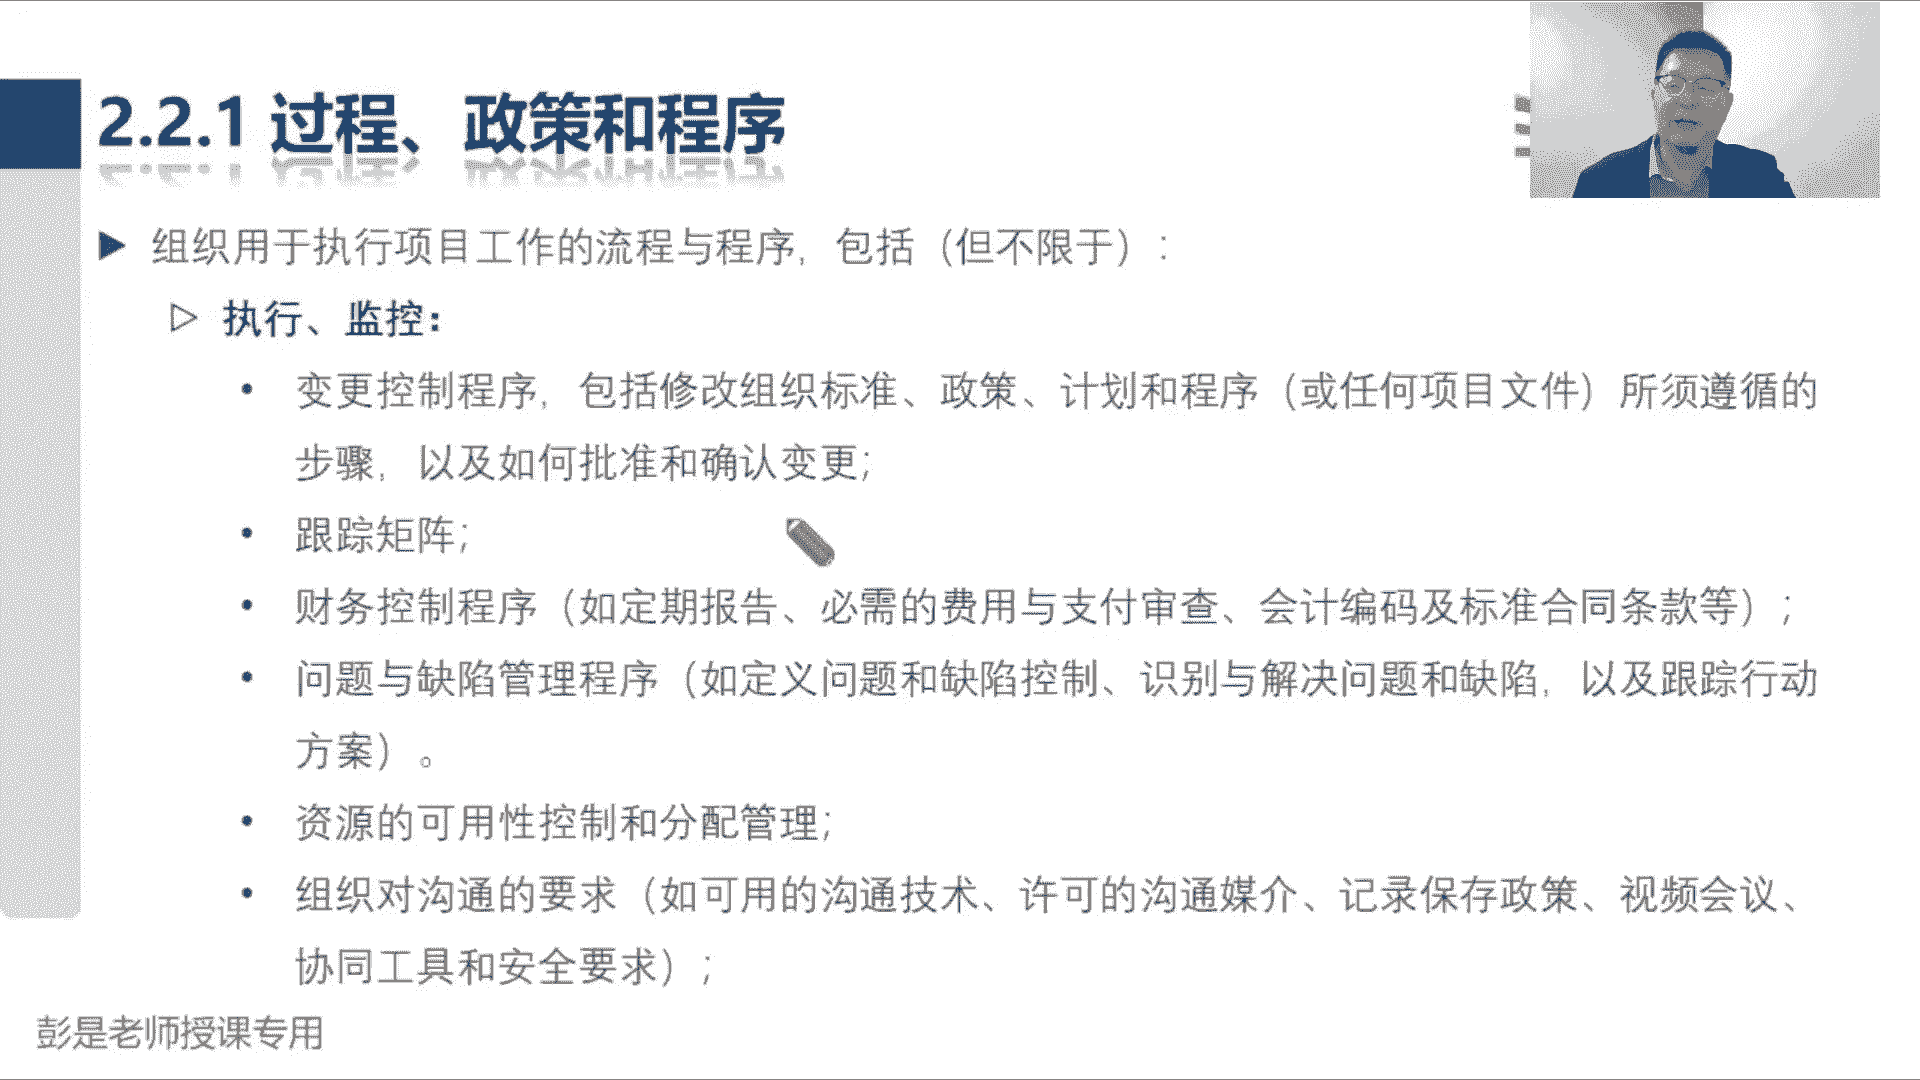 2.2.1 过程、政策和程序
组织用于执行项目工作的流程与程序，包括（但不限于）：
执行、监控：
变更控制程序，包括修改组织标准、政策、计划和程序（或任何项目文件）所须遵循的
步骤，以及如何批准和确认变更；
跟踪矩阵；
财务控制程序（如定期报告、必需的费用与支付审查、会计编码及标准合同条款等）；
问题与缺陷管理程序（如定义问题和缺陷控制、识别与解决问题和缺陷，以及跟踪行动
方案）。
资源的可用性控制和分配管理；
组织对沟通的要求（如可用的沟通技术、许可的沟通媒介、记录保存政策、视频会议、
协同工具和安全要求）；
彭是老师授课专用